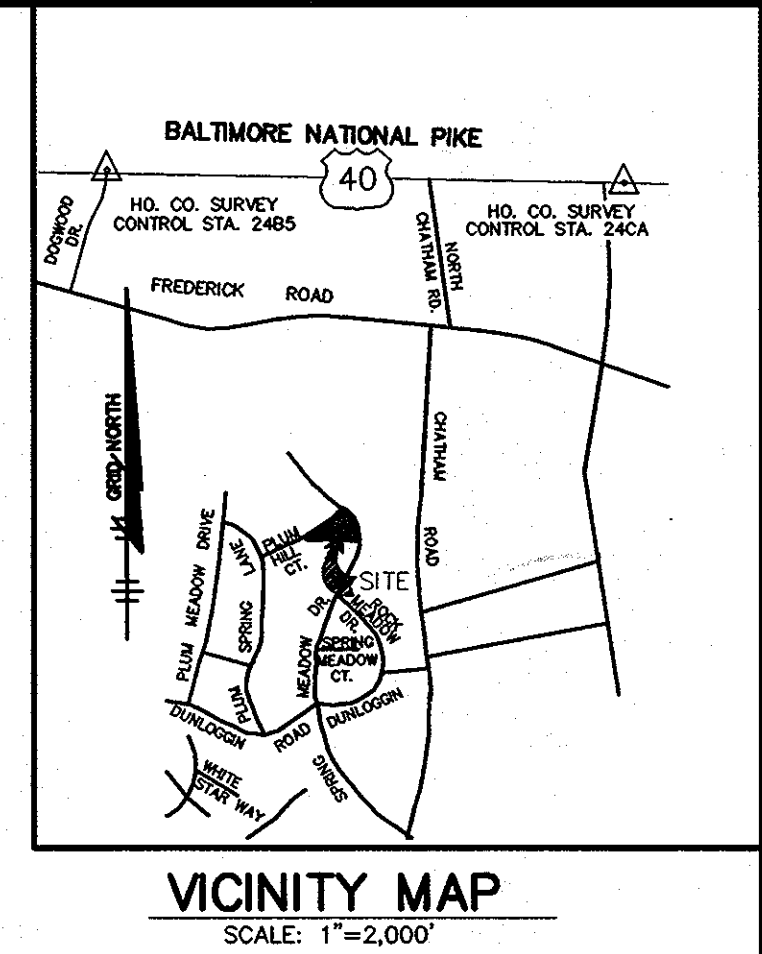 BALTIMORE NATIONAL PIKE
40
DOGWOOD
DR.
HO. CO. SURVEY
CONTROL STA. 24B5
NORTH
CHATHAM RD.
HO. CO. SURVEY
CONTROL STA. 24CA
FREDERICK ROAD
GRID NORTH
CHATHAM ROAD
PLUM MEADOW DRIVE
LANE
SPRING
PLUM
PLUM
HILL
CT.
SITE
ROCK
MEADOW
DR.
DR.
MEADOW
SPRING
SPRING
MEADOW
CT.
DUNLOGGIN
ROAD
DUNLOGGIN
WHITE
STAR WAY
VICINITY MAP
SCALE: 1"=2,000'